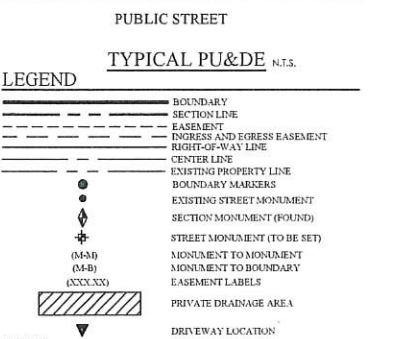 PUBLIC STREET
TYPICAL PU&DE N.T.S.
LEGEND
BOUNDARY
SECTION LINE
EASEMENT
INGRESS AND EGRESS EASEMENT
RIGHT-OF-WAY LINE
CENTER LINE
EXISTING PROPERTY LINE
BOUNDARY MARKERS
EXISTING STREET MONUMENT
SECTION MONUMENT (FOUND)
STREET MONUMENT (TO BE SET)
(M-M) MONUMENT TO MONUMENT
(M-B) MONUMENT TO BOUNDARY
(XXX.XX) EASEMENT LABELS
PRIVATE DRAINAGE AREA
DRIVEWAY LOCATION